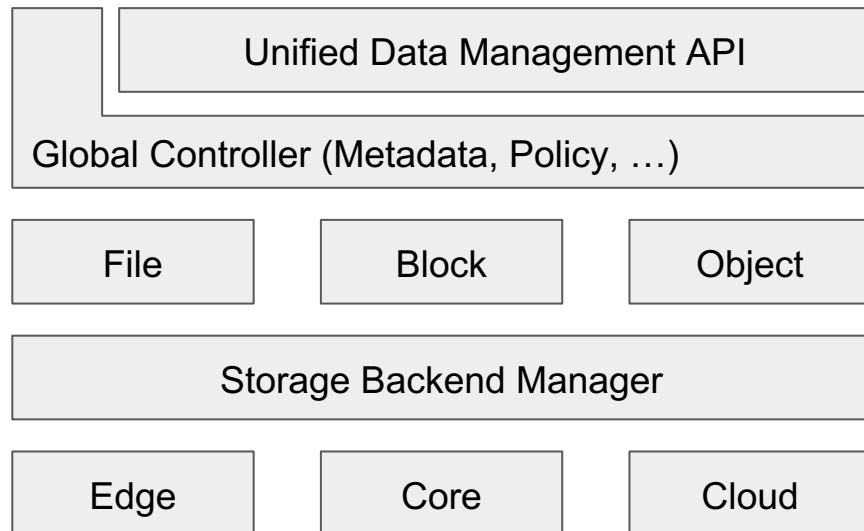 Unified Data Management API
Global Controller (Metadata, Policy, …)
File
Block
Object
Storage Backend Manager
Edge
Core
Cloud